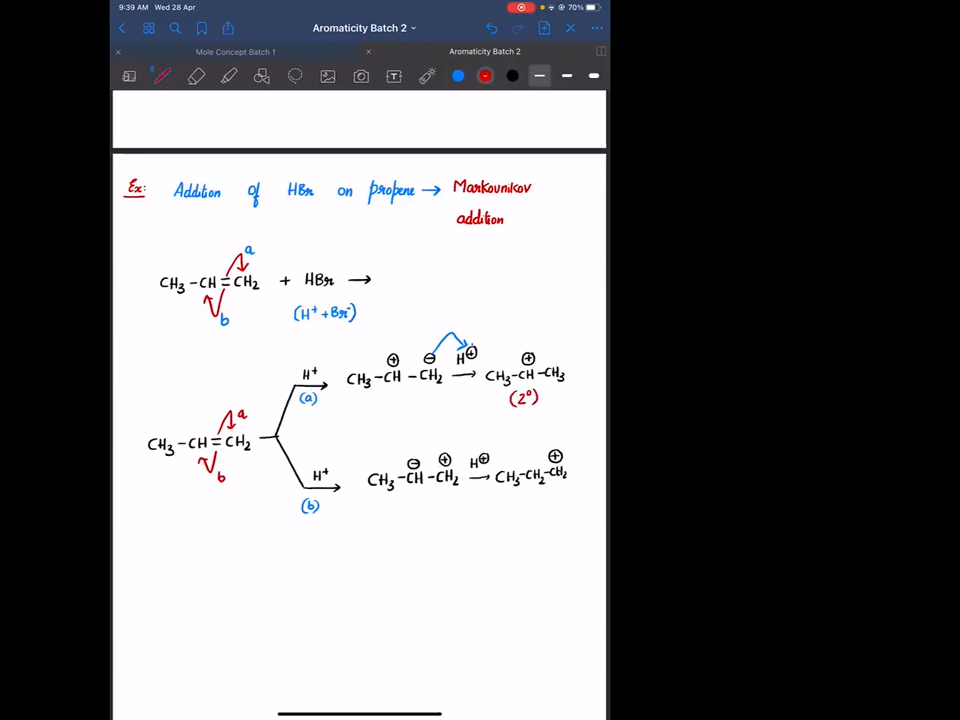 9:39 AM Wed 28 Apr
70%
Aromaticity Batch 2
Mole Concept Batch 1
Aromaticity Batch 2
Ex: Addition of HBr on propene → Markounikov
addition
a
CH₃ –CH =CH₂ + HBr →
b
(H⁺ + Br⁻)
H⁺
(a)
⊕ ⊖ H⊕ ⊕
CH₃ –CH –CH₂ → CH₃ –CH –CH₃
(2°)
a
CH₃ –CH =CH₂
b
H⁺
(b)
⊖ ⊕ H⊕ ⊕
CH₃ –CH –CH₂ → CH₃ –CH₂ –CH₂